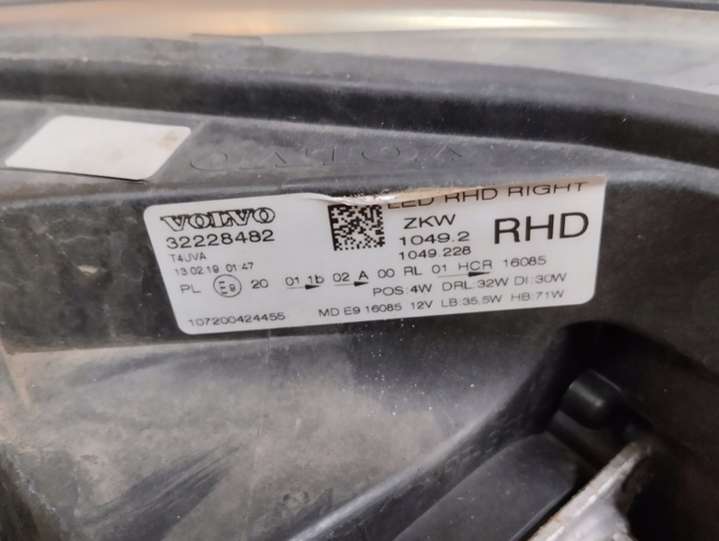 VOLVO
LED RHD RIGHT
VOLVO
32228482
T4UVA
13.02.19 01:47
ZKW
1049.2
1049.228
RHD
PL E9 20 01 1b 02 A 00 RL 01 HCR 16085
POS:4W DRL:32W DI:30W
107200424455 MD E9 16085 12V LB:35,5W HB:71W